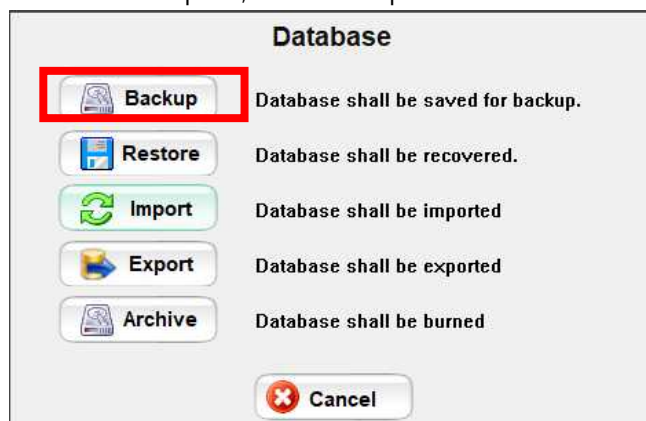 Database
Backup Database shall be saved for backup.
Restore Database shall be recovered.
Import Database shall be imported
Export Database shall be exported
Archive Database shall be burned
Cancel